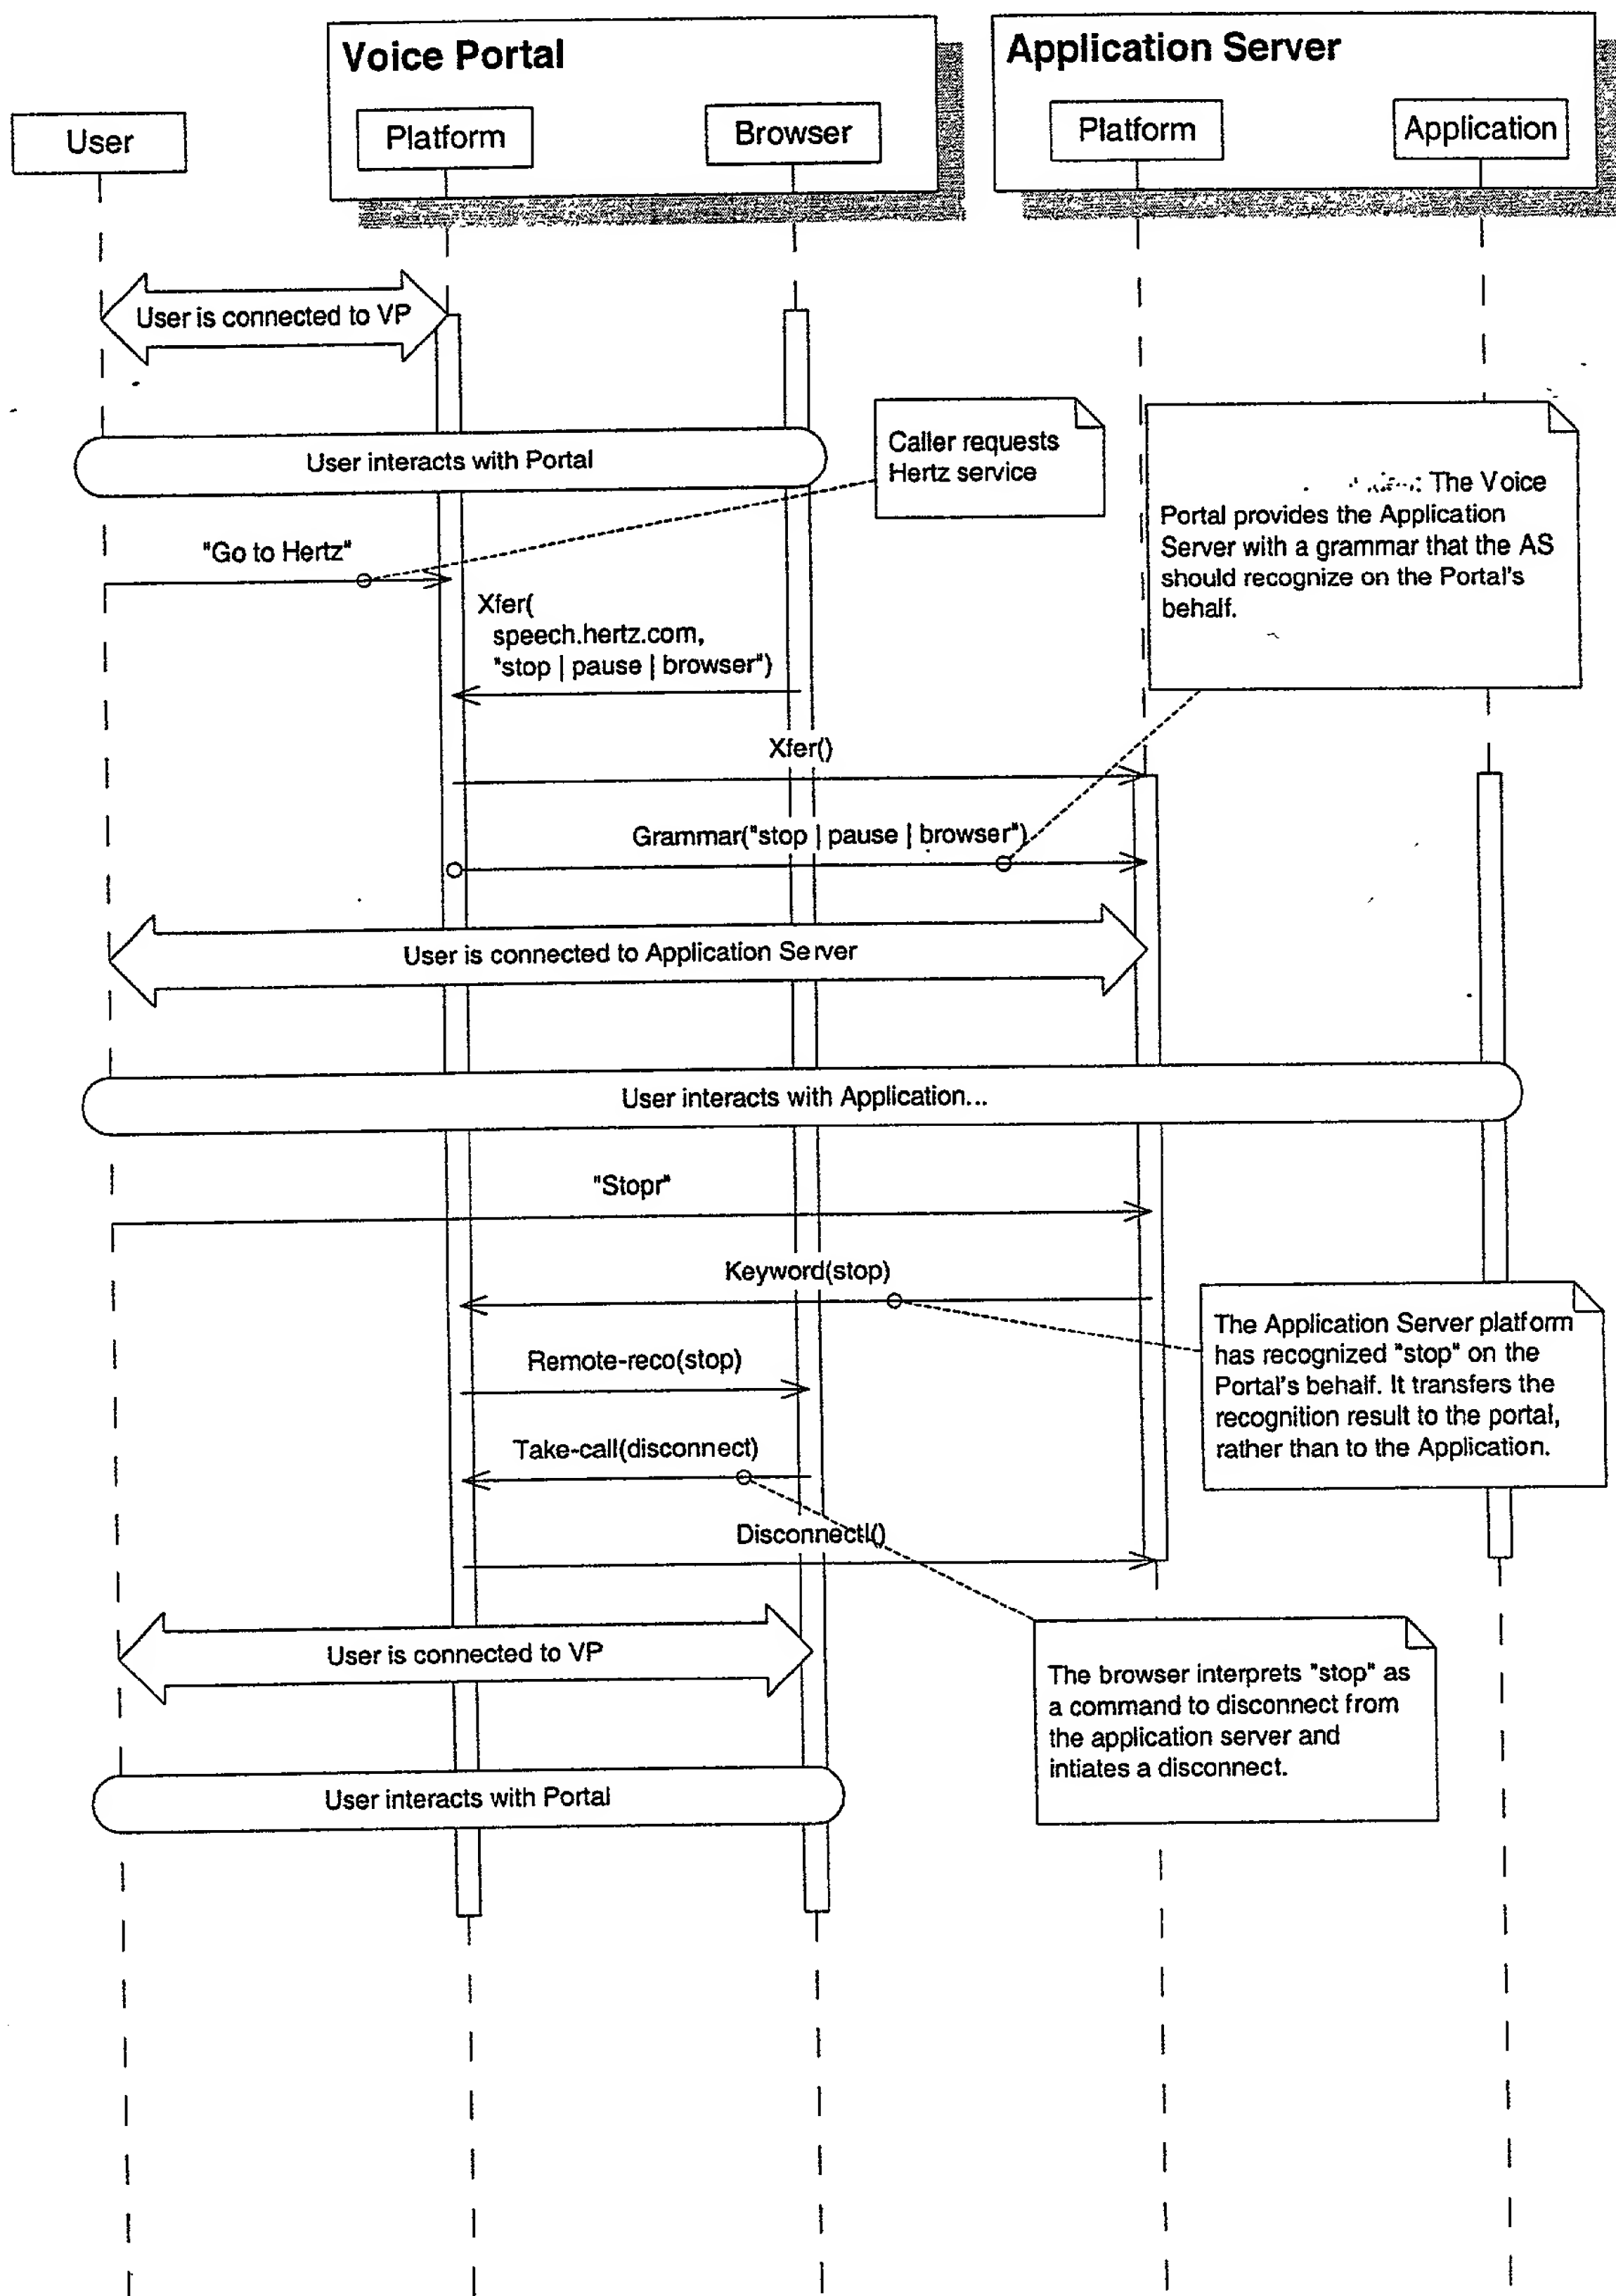 Voice Portal
Application Server
User
Platform
Browser
Platform
Application
User is connected to VP
User interacts with Portal
Caller requests
Hertz service
: The Voice
Portal provides the Application
Server with a grammar that the AS
should recognize on the Portal's
behalf.
"Go to Hertz"
Xfer(
speech.hertz.com,
"stop | pause | browser")
Xfer()
Grammar("stop | pause | browser")
User is connected to Application Server
User interacts with Application...
"Stopr"
Keyword(stop)
The Application Server platform
has recognized "stop" on the
Portal's behalf. It transfers the
recognition result to the portal,
rather than to the Application.
Remote-reco(stop)
Take-call(disconnect)
Disconnectl()
User is connected to VP
The browser interprets "stop" as
a command to disconnect from
the application server and
intiates a disconnect.
User interacts with Portal